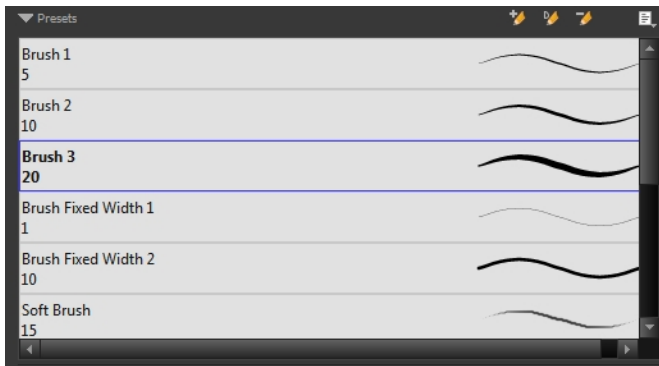 Presets
Brush 1
5
Brush 2
10
Brush 3
20
Brush Fixed Width 1
1
Brush Fixed Width 2
10
Soft Brush
15